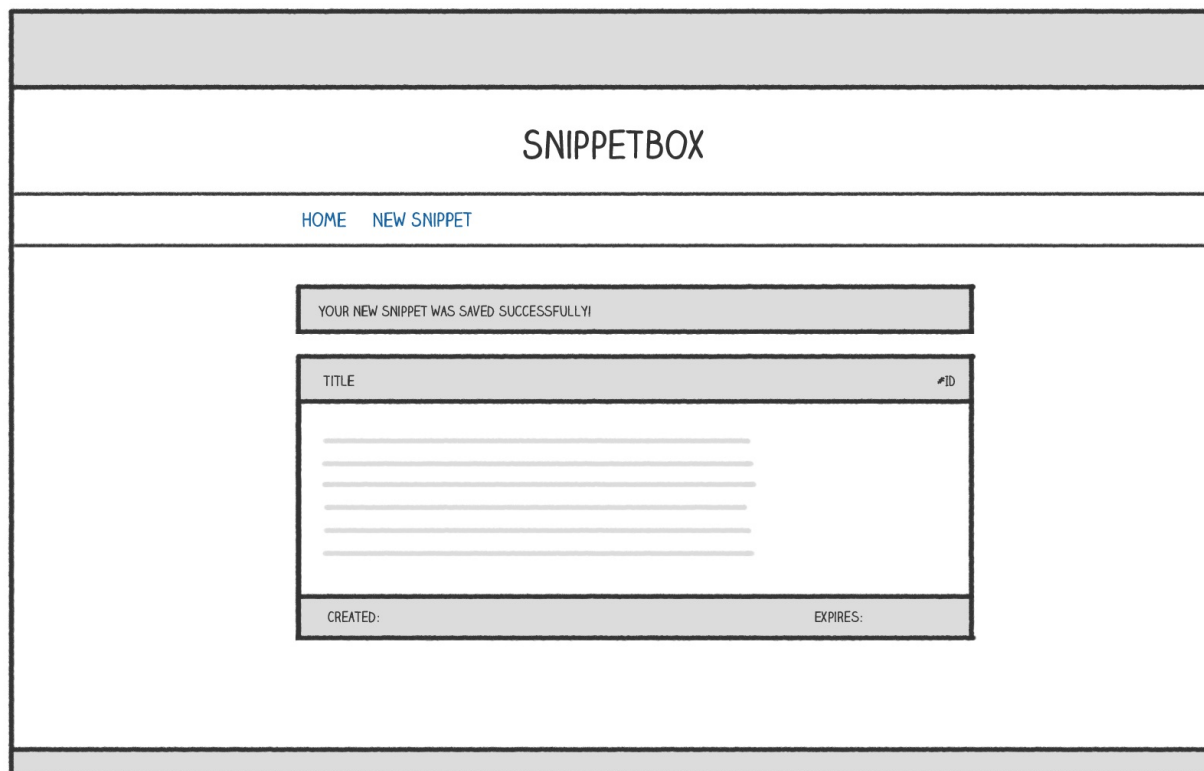 SNIPPETBOX
HOME NEW SNIPPET
YOUR NEW SNIPPET WAS SAVED SUCCESSFULLY!
TITLE #ID
CREATED: EXPIRES: